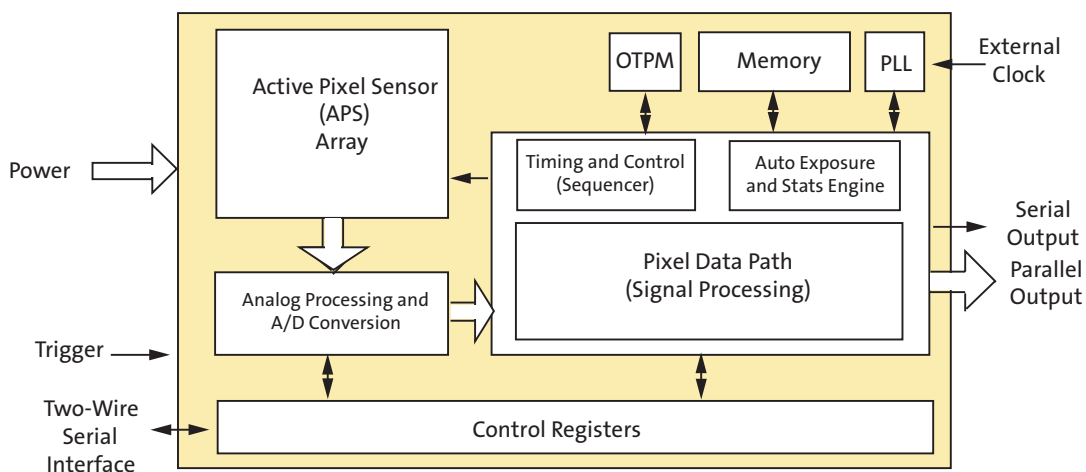 Active Pixel Sensor
(APS)
Array
OTPM
Memory
PLL
External
Clock
Power
Timing and Control
(Sequencer)
Auto Exposure
and Stats Engine
Serial
Output
Parallel
Output
Pixel Data Path
(Signal Processing)
Analog Processing and
A/D Conversion
Trigger
Two-Wire
Serial
Interface
Control Registers